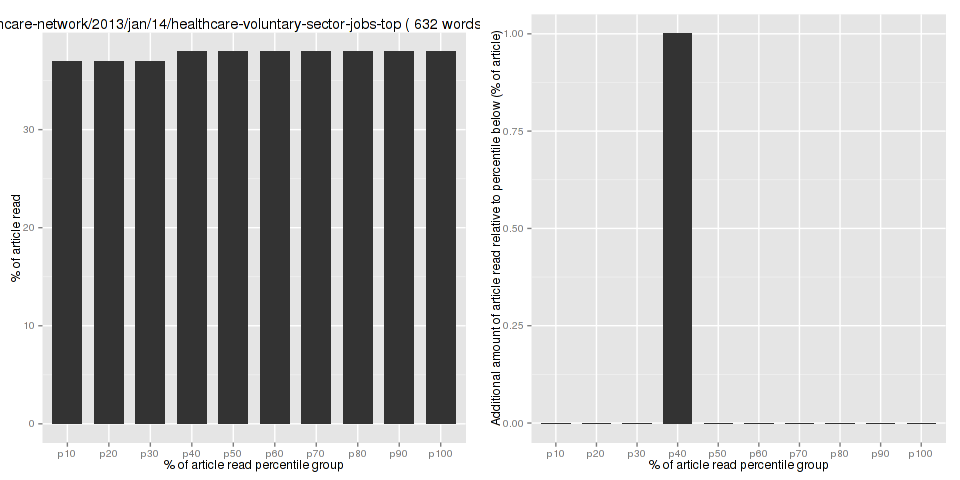 ncare-network/2013/jan/14/healthcare-voluntary-sector-jobs-top ( 632 words
% of article read
30
20
10
0
p10 p20 p30 p40 p50 p60 p70 p80 p90 p100
% of article read percentile group
Additional amount of article read relative to percentile below (% of article)
1.00
0.75
0.50
0.25
0.00
p10 p20 p30 p40 p50 p60 p70 p80 p90 p100
% of article read percentile group